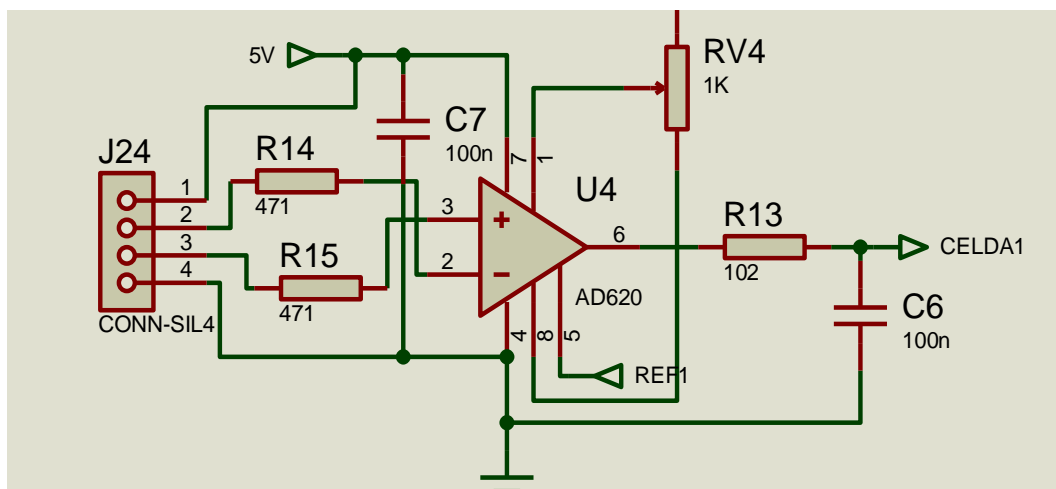 5V
RV4
1K
C7
100n
J24
R14
471
1
2
3
4
R15
471
CONN-SIL4
7
1
U4
3
+
2
−
6
AD620
4
8
5
REF1
R13
102
CELDA1
C6
100n